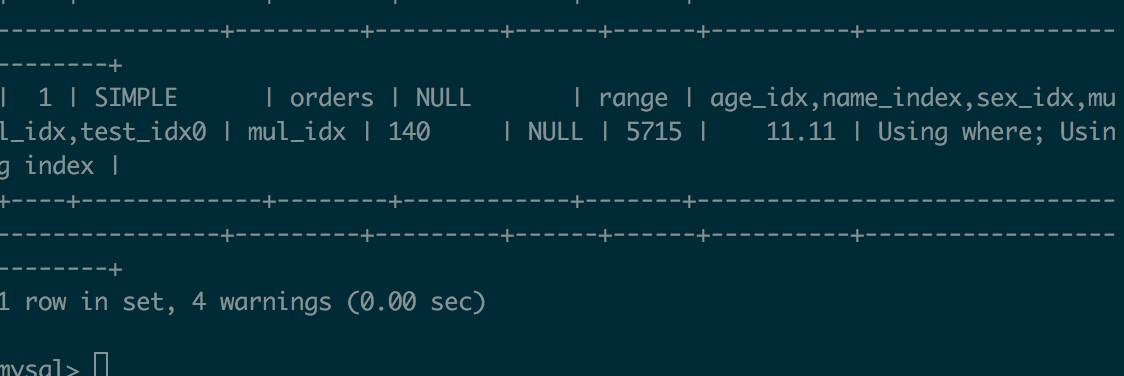 ----------------+---------+---------+------+------+----------+------------------
--------+
|  1 | SIMPLE      | orders | NULL       | range | age_idx,name_index,sex_idx,mu
l_idx,test_idx0 | mul_idx | 140     | NULL | 5715 |    11.11 | Using where; Usin
g index |
+----+-------------+--------+------------+-------+------------------------------
----------------+---------+---------+------+------+----------+------------------
--------+
1 row in set, 4 warnings (0.00 sec)
mysql>